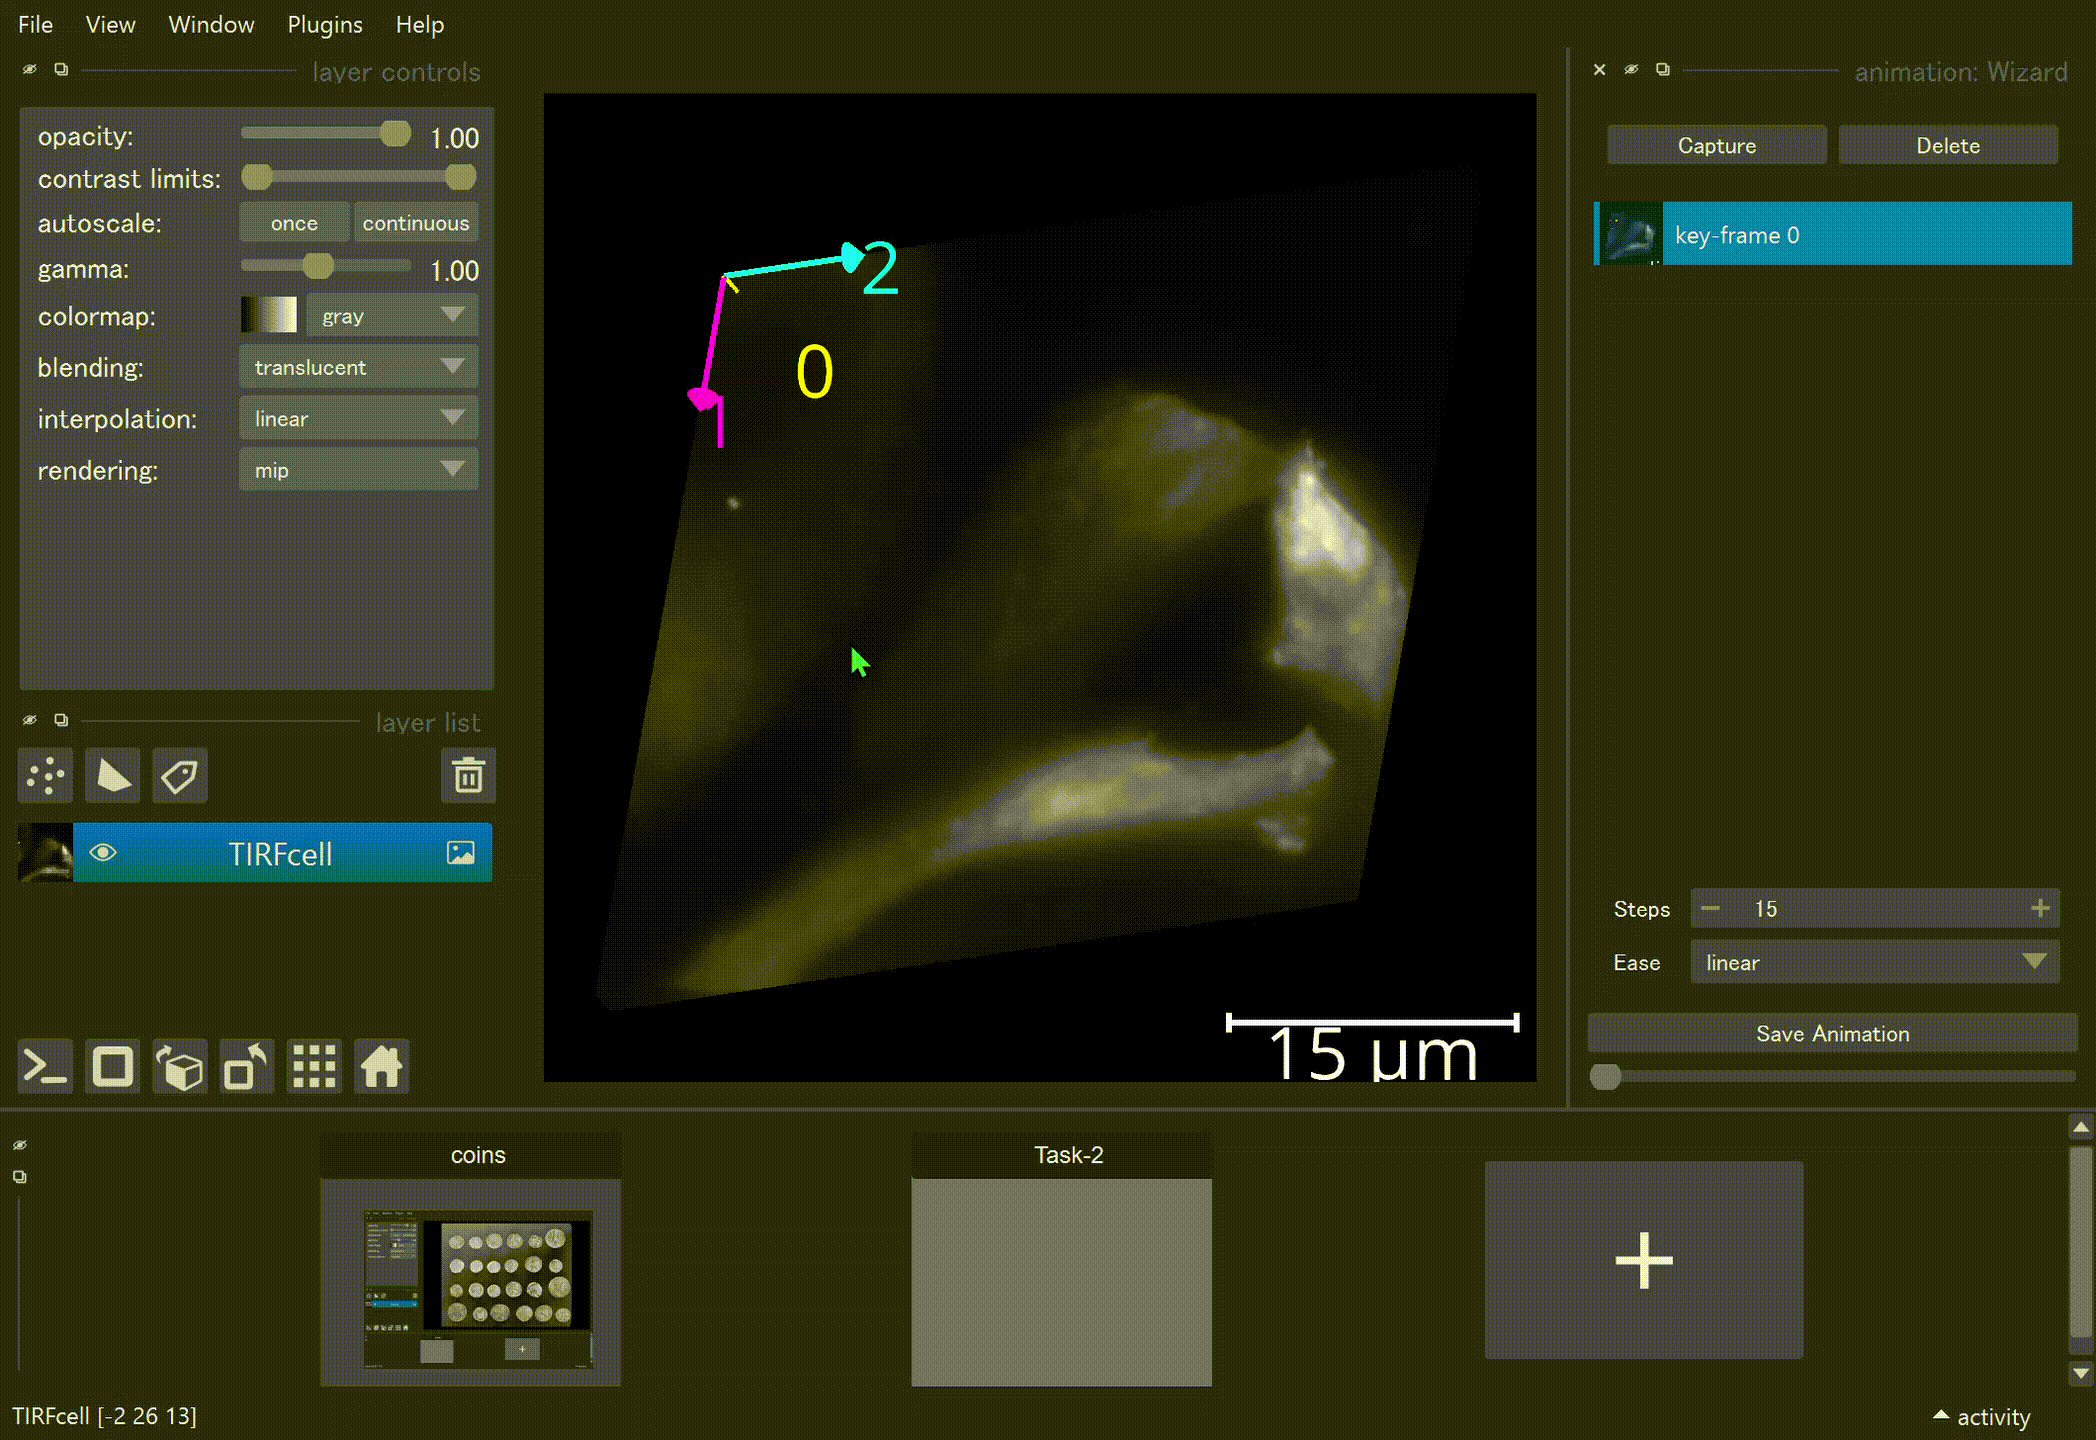 File View Window Plugins Help
layer controls
opacity: 1.00
contrast limits:
autoscale: once continuous
gamma: 1.00
colormap: gray
blending: translucent
interpolation: linear
rendering: mip
layer list
TIRFcell
2
0
1
15 µm
animation: Wizard
Capture Delete
key-frame 0
Steps 15
Ease linear
Save Animation
coins
Task-2
TIRFcell [-2 26 13]
activity